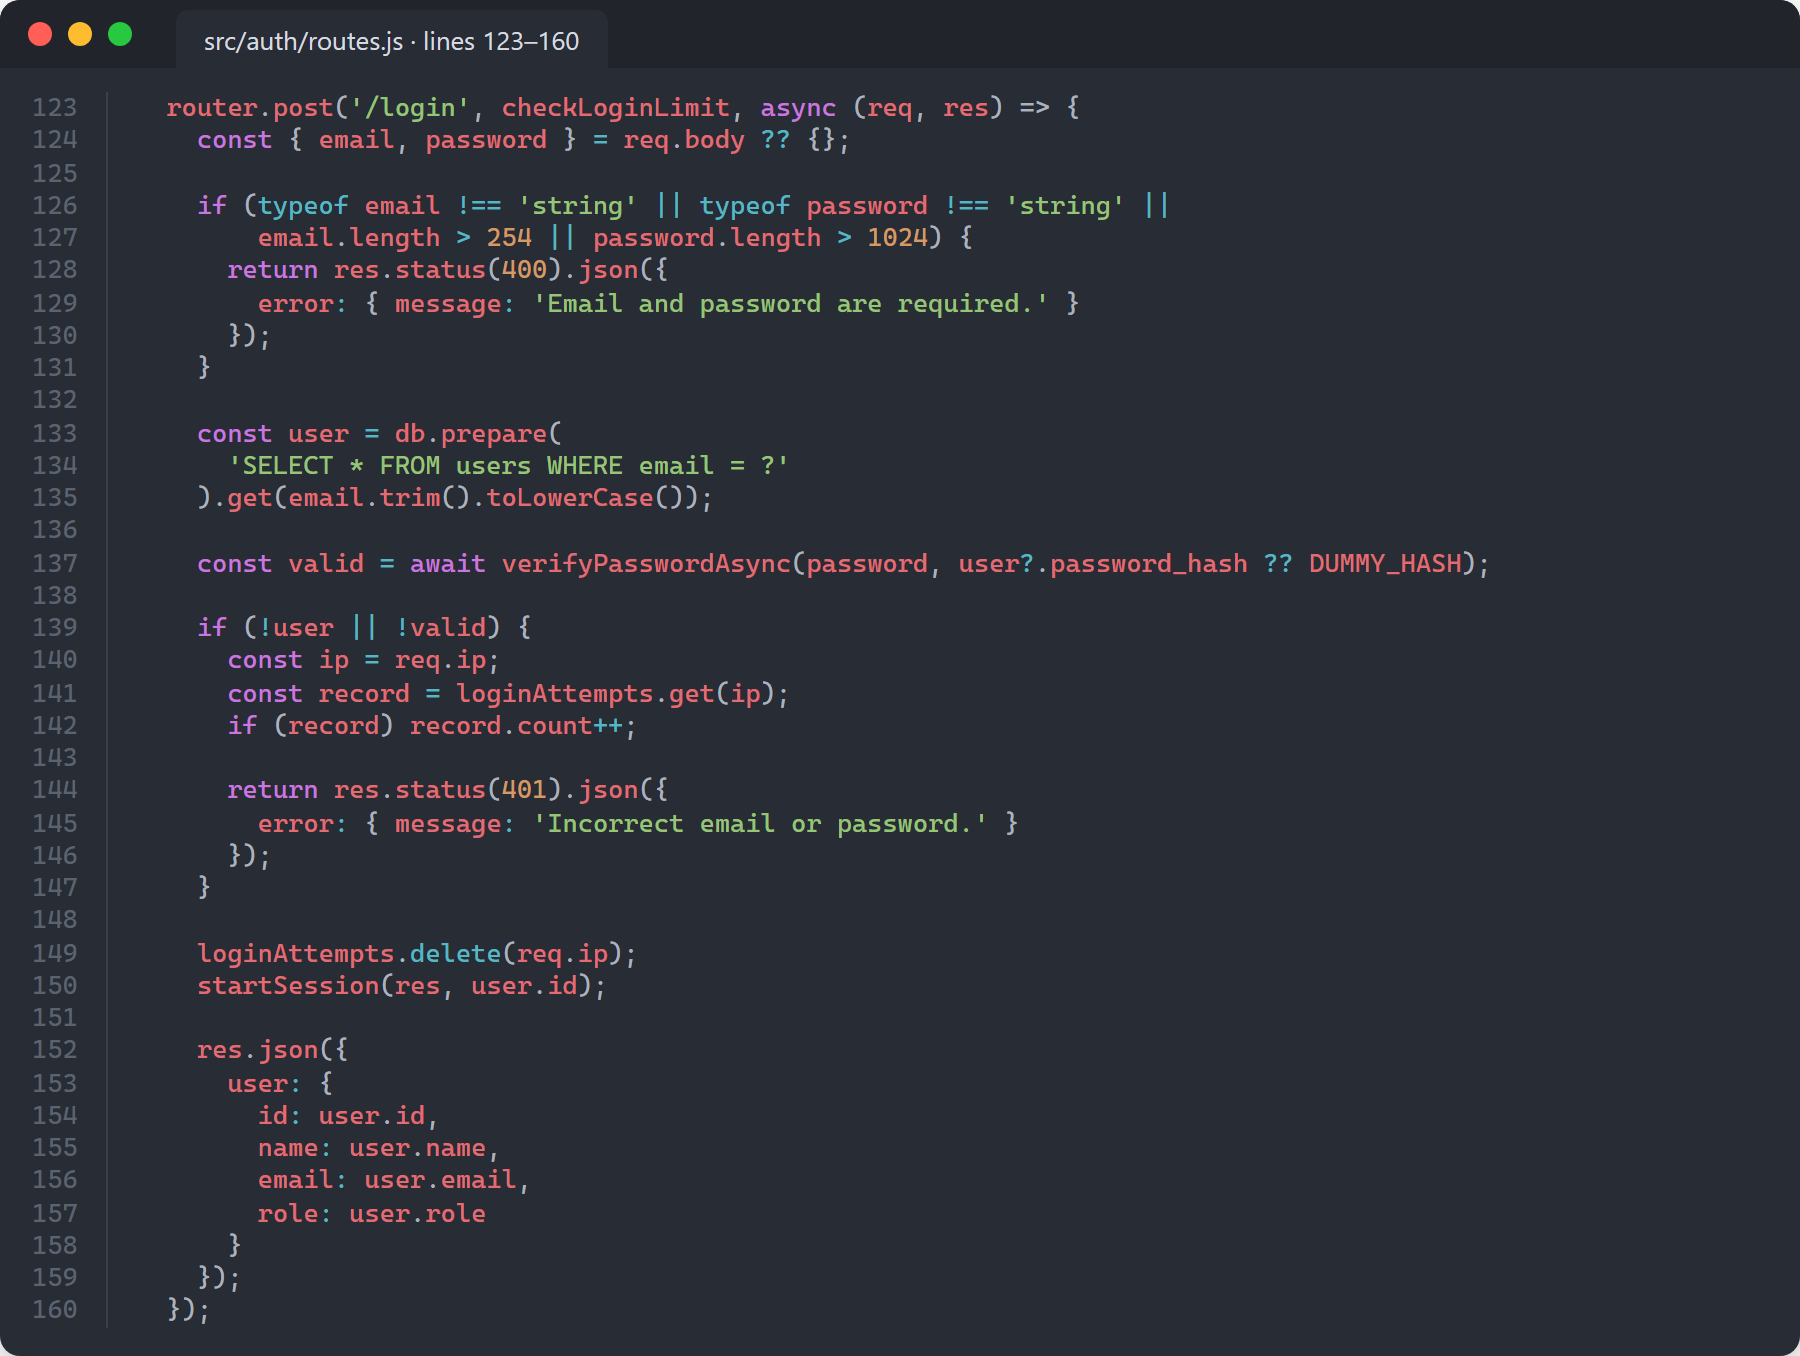 src/auth/routes.js · lines 123–160
123 router.post('/login', checkLoginLimit, async (req, res) => {
124 const { email, password } = req.body ?? {};
125
126 if (typeof email !== 'string' || typeof password !== 'string' ||
127 email.length > 254 || password.length > 1024) {
128 return res.status(400).json({
129 error: { message: 'Email and password are required.' }
130 });
131 }
132
133 const user = db.prepare(
134 'SELECT * FROM users WHERE email = ?'
135 ).get(email.trim().toLowerCase());
136
137 const valid = await verifyPasswordAsync(password, user?.password_hash ?? DUMMY_HASH);
138
139 if (!user || !valid) {
140 const ip = req.ip;
141 const record = loginAttempts.get(ip);
142 if (record) record.count++;
143
144 return res.status(401).json({
145 error: { message: 'Incorrect email or password.' }
146 });
147 }
148
149 loginAttempts.delete(req.ip);
150 startSession(res, user.id);
151
152 res.json({
153 user: {
154 id: user.id,
155 name: user.name,
156 email: user.email,
157 role: user.role
158 }
159 });
160 });